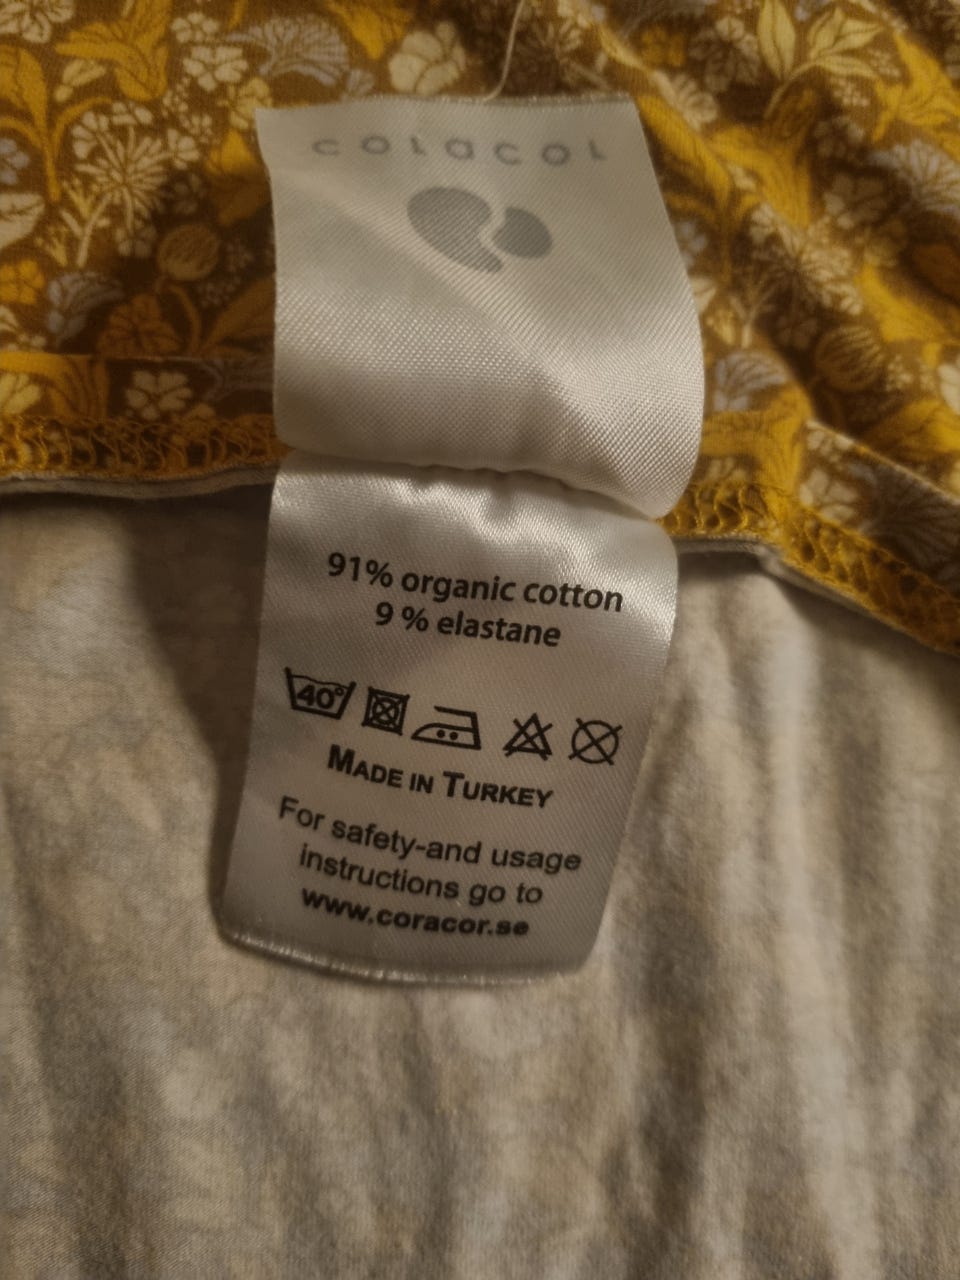 coracor
91% organic cotton
9 % elastane
40°
MADE IN TURKEY
For safety-and usage
instructions go to
www.coracor.se